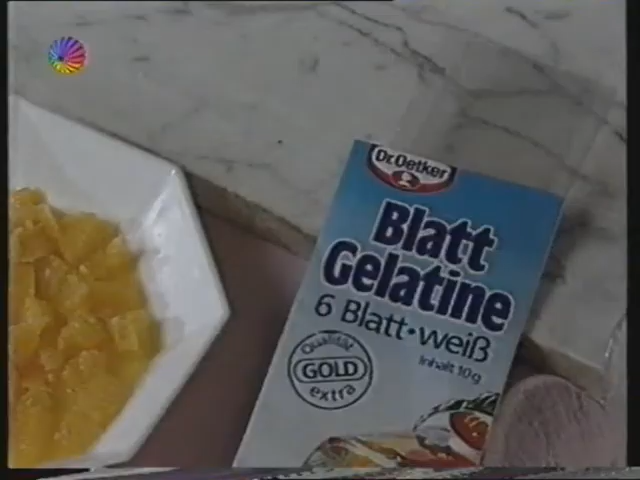 Dr. Oetker
Blatt
Gelatine
6 Blatt·weiß
Inhalt 10g
Qualität
GOLD
extra